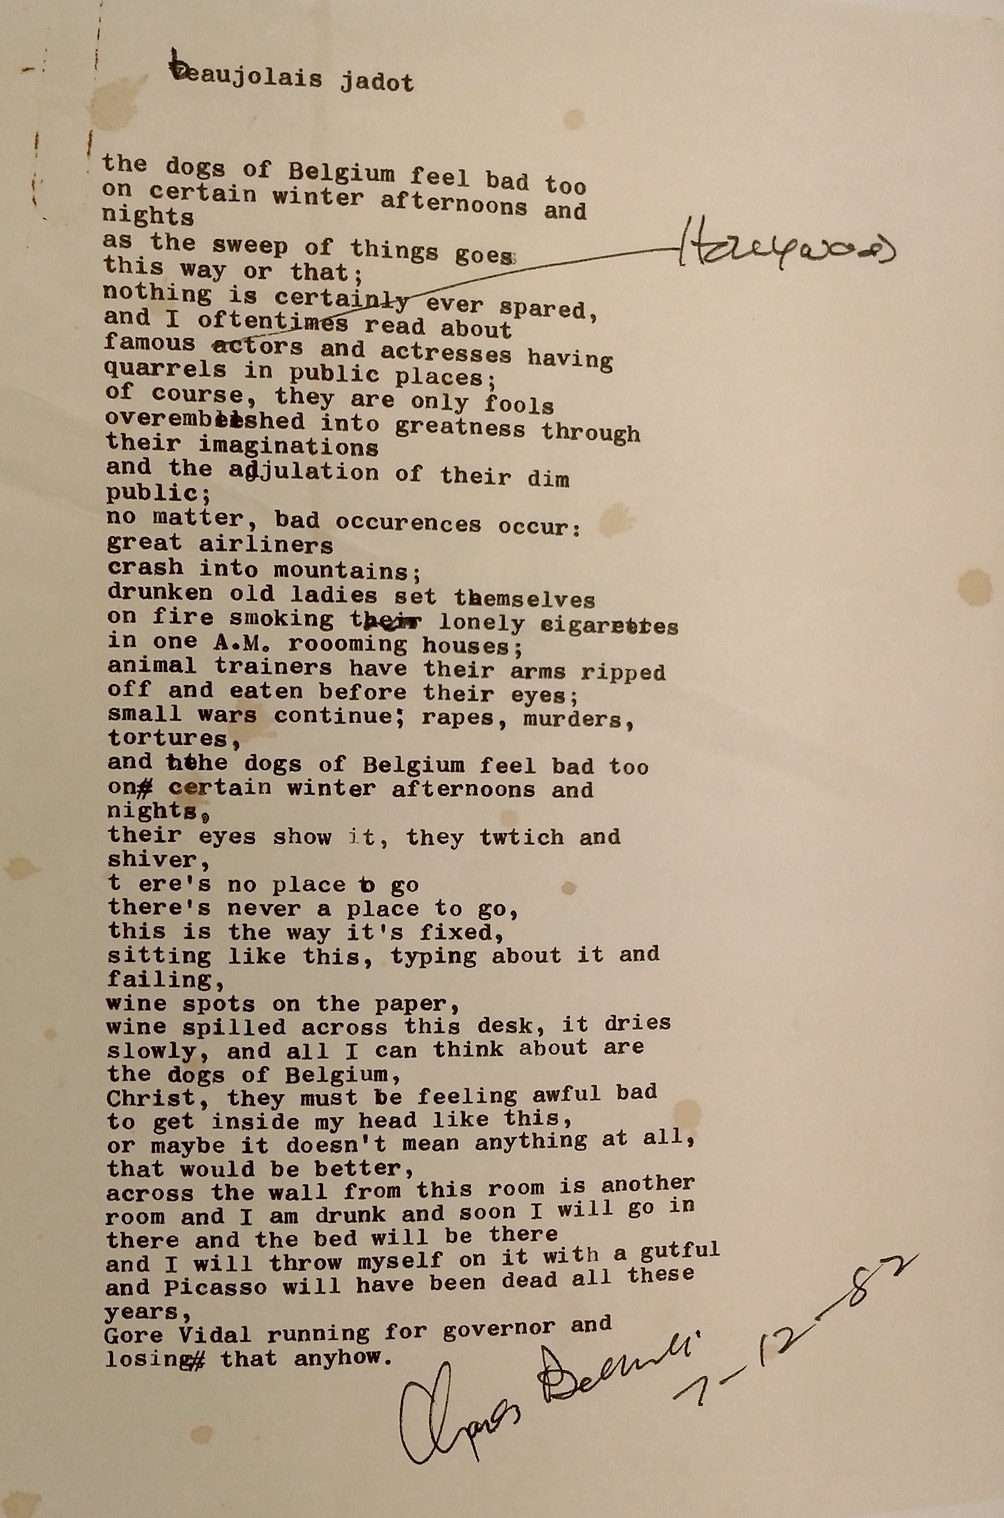 beaujolais jadot
the dogs of Belgium feel bad too
on certain winter afternoons and
nights
as the sweep of things goes
Hollywood
this way or that;
nothing is certainly ever spared,
and I oftentimes read about
famous actors and actresses having
quarrels in public places;
of course, they are only fools
overembellished into greatness through
their imaginations
and the adjulation of their dim
public;
no matter, bad occurences occur:
great airliners
crash into mountains;
drunken old ladies set themselves
on fire smoking their lonely cigarettes
in one A.M. roooming houses;
animal trainers have their arms ripped
off and eaten before their eyes;
small wars continue; rapes, murders,
tortures,
and the dogs of Belgium feel bad too
on# certain winter afternoons and
nights,
their eyes show it, they twtich and
shiver,
t ere's no place to go
there's never a place to go,
this is the way it's fixed,
sitting like this, typing about it and
failing,
wine spots on the paper,
wine spilled across this desk, it dries
slowly, and all I can think about are
the dogs of Belgium,
Christ, they must be feeling awful bad
to get inside my head like this,
or maybe it doesn't mean anything at all,
that would be better,
across the wall from this room is another
room and I am drunk and soon I will go in
there and the bed will be there
and I will throw myself on it with a gutful
and Picasso will have been dead all these
years,
Gore Vidal running for governor and
losing# that anyhow.
Charles Bukowski
7-12-82